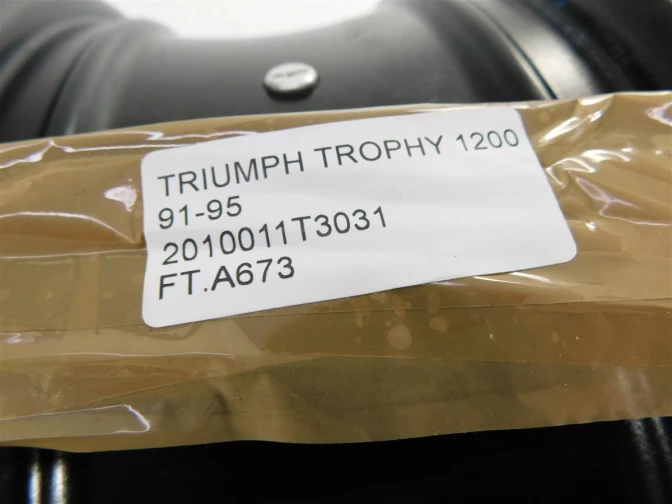 TRIUMPH TROPHY 1200
91-95
2010011T3031
FT.A673